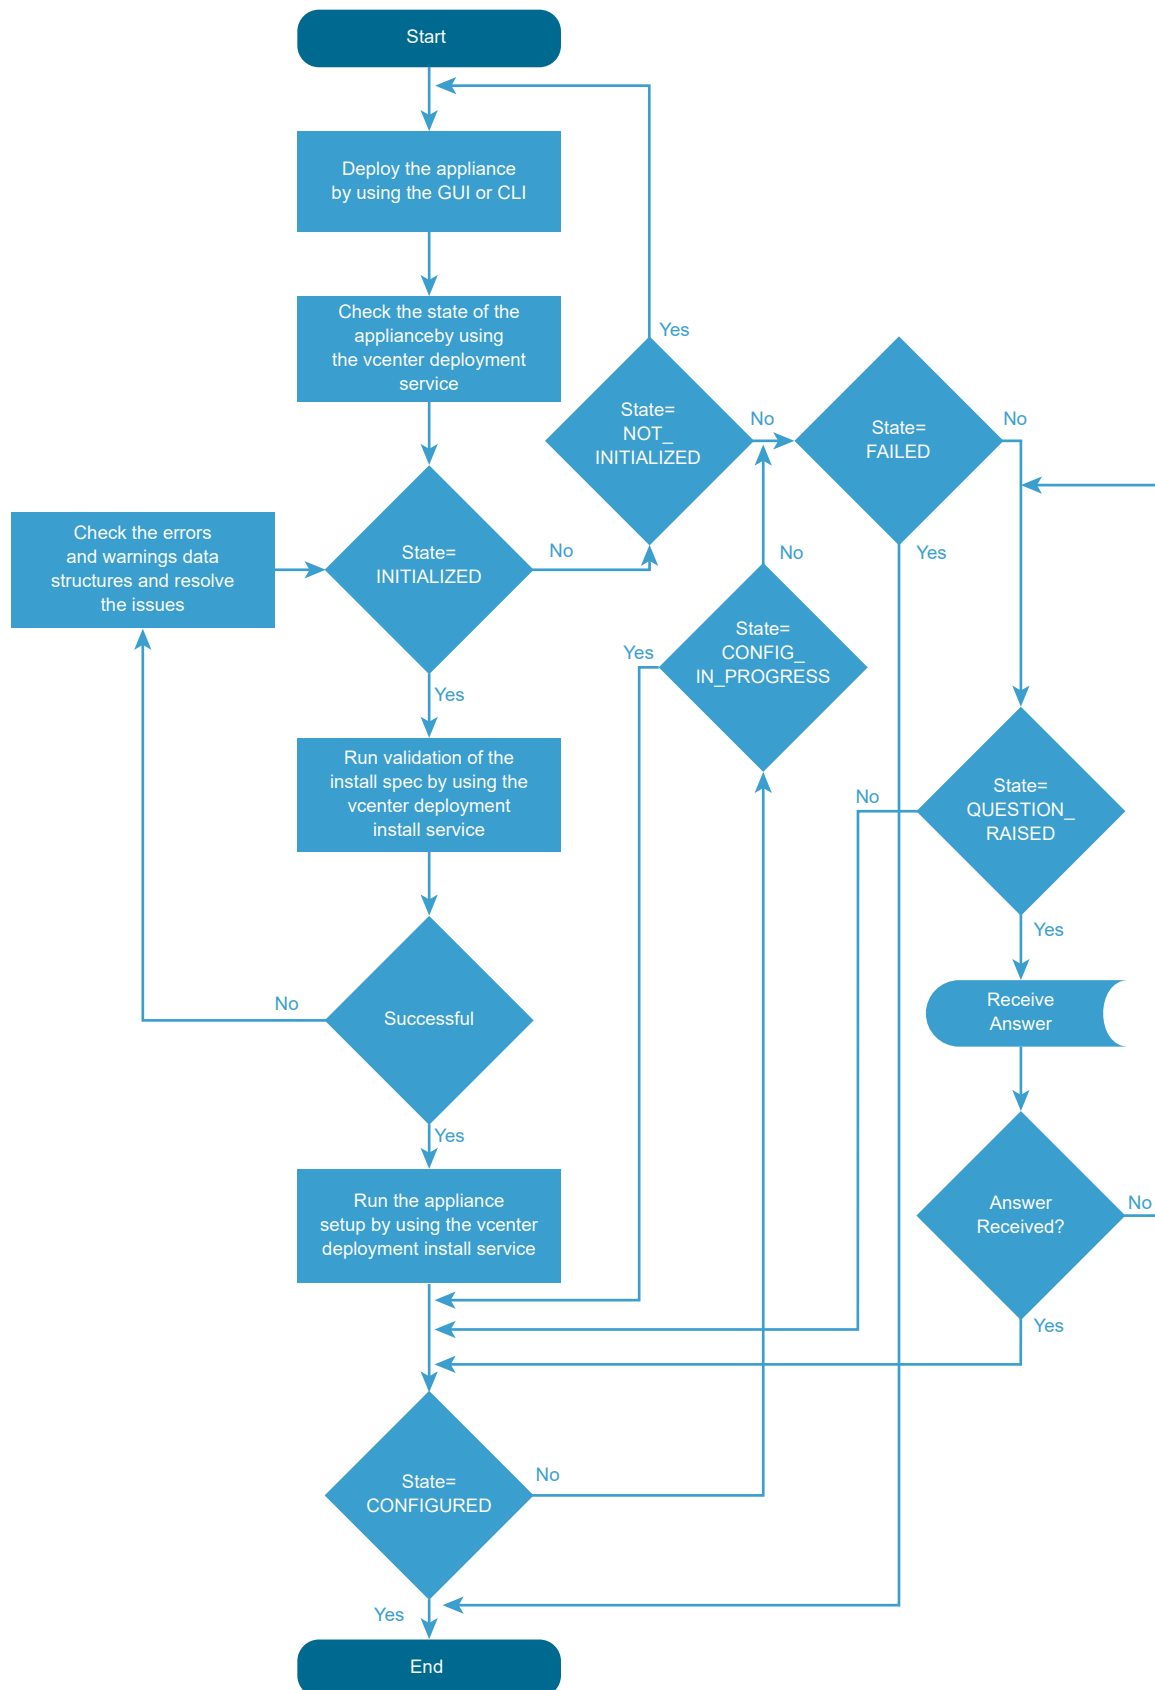 Start
Deploy the appliance
by using the GUI or CLI
Check the state of the
applianceby using
the vcenter deployment
service
Yes
State=
NOT_
INITIALIZED
No
State=
FAILED
No
Yes
Check the errors
and warnings data
structures and resolve
the issues
State=
INITIALIZED
No
Yes
No
State=
CONFIG_
IN_PROGRESS
Yes
Run validation of the
install spec by using the
vcenter deployment
install service
State=
QUESTION_
RAISED
No
Yes
Receive
Answer
Successful
No
Yes
Answer
Received?
No
Yes
Run the appliance
setup by using the vcenter
deployment install service
State=
CONFIGURED
No
Yes
End